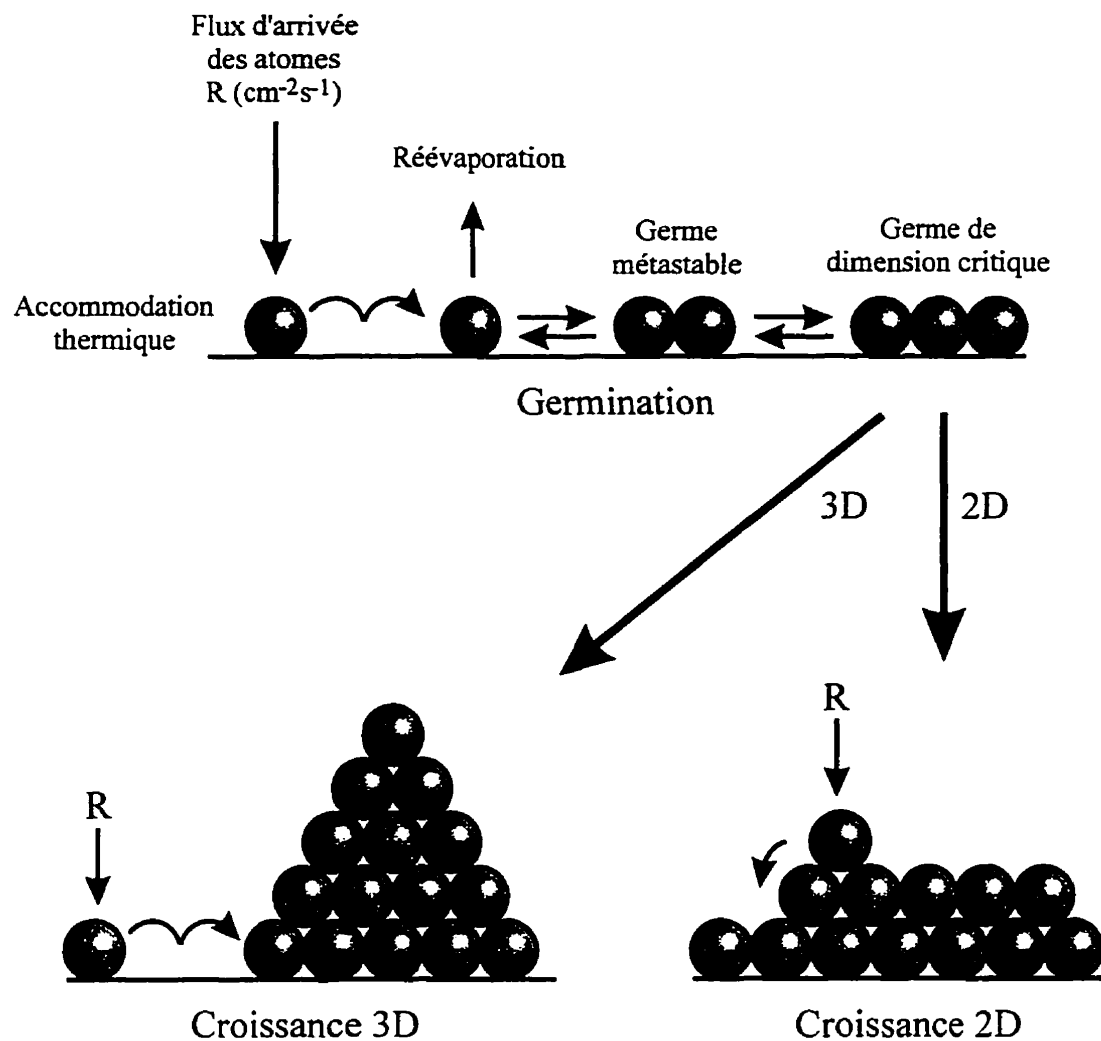 Flux d'arrivée
des atomes
R (cm-2s-1)
Réévaporation
Germe
métastable
Germe de
dimension critique
Accommodation
thermique
Germination
3D
2D
R
R
Croissance 3D
Croissance 2D